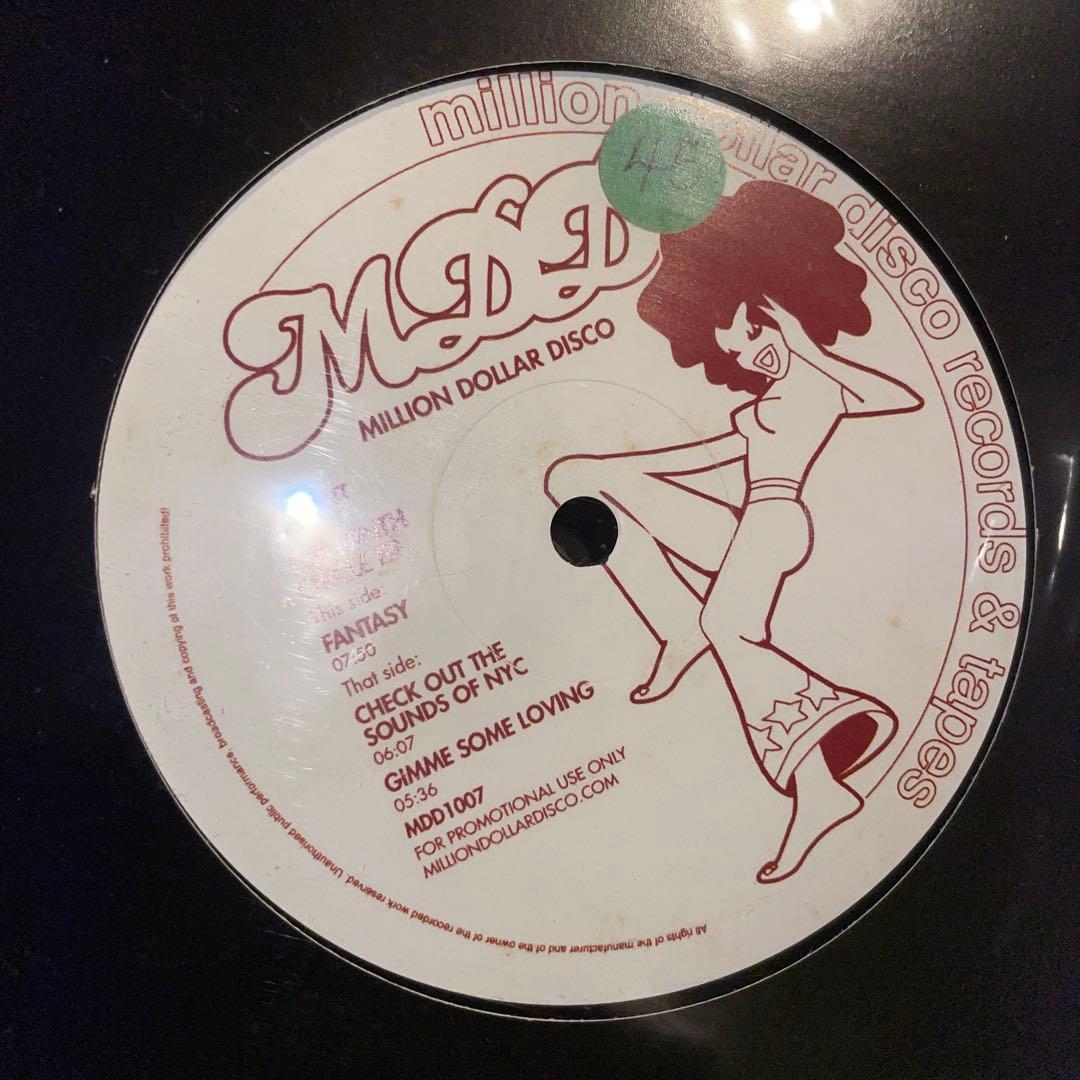 million dollar disco records & tapes
45
MDD
MILLION DOLLAR DISCO
This side:
FANTASY
07:50
That side:
CHECK OUT THE
SOUNDS OF NYC
06:07
GIMME SOME LOVING
05:36
MDD1007
FOR PROMOTIONAL USE ONLY
MILLIONDOLLARDISCO.COM
All rights of the manufacturer and of the owner of the recorded work reserved. Unauthorised public performance, broadcasting and copying of this work prohibited!